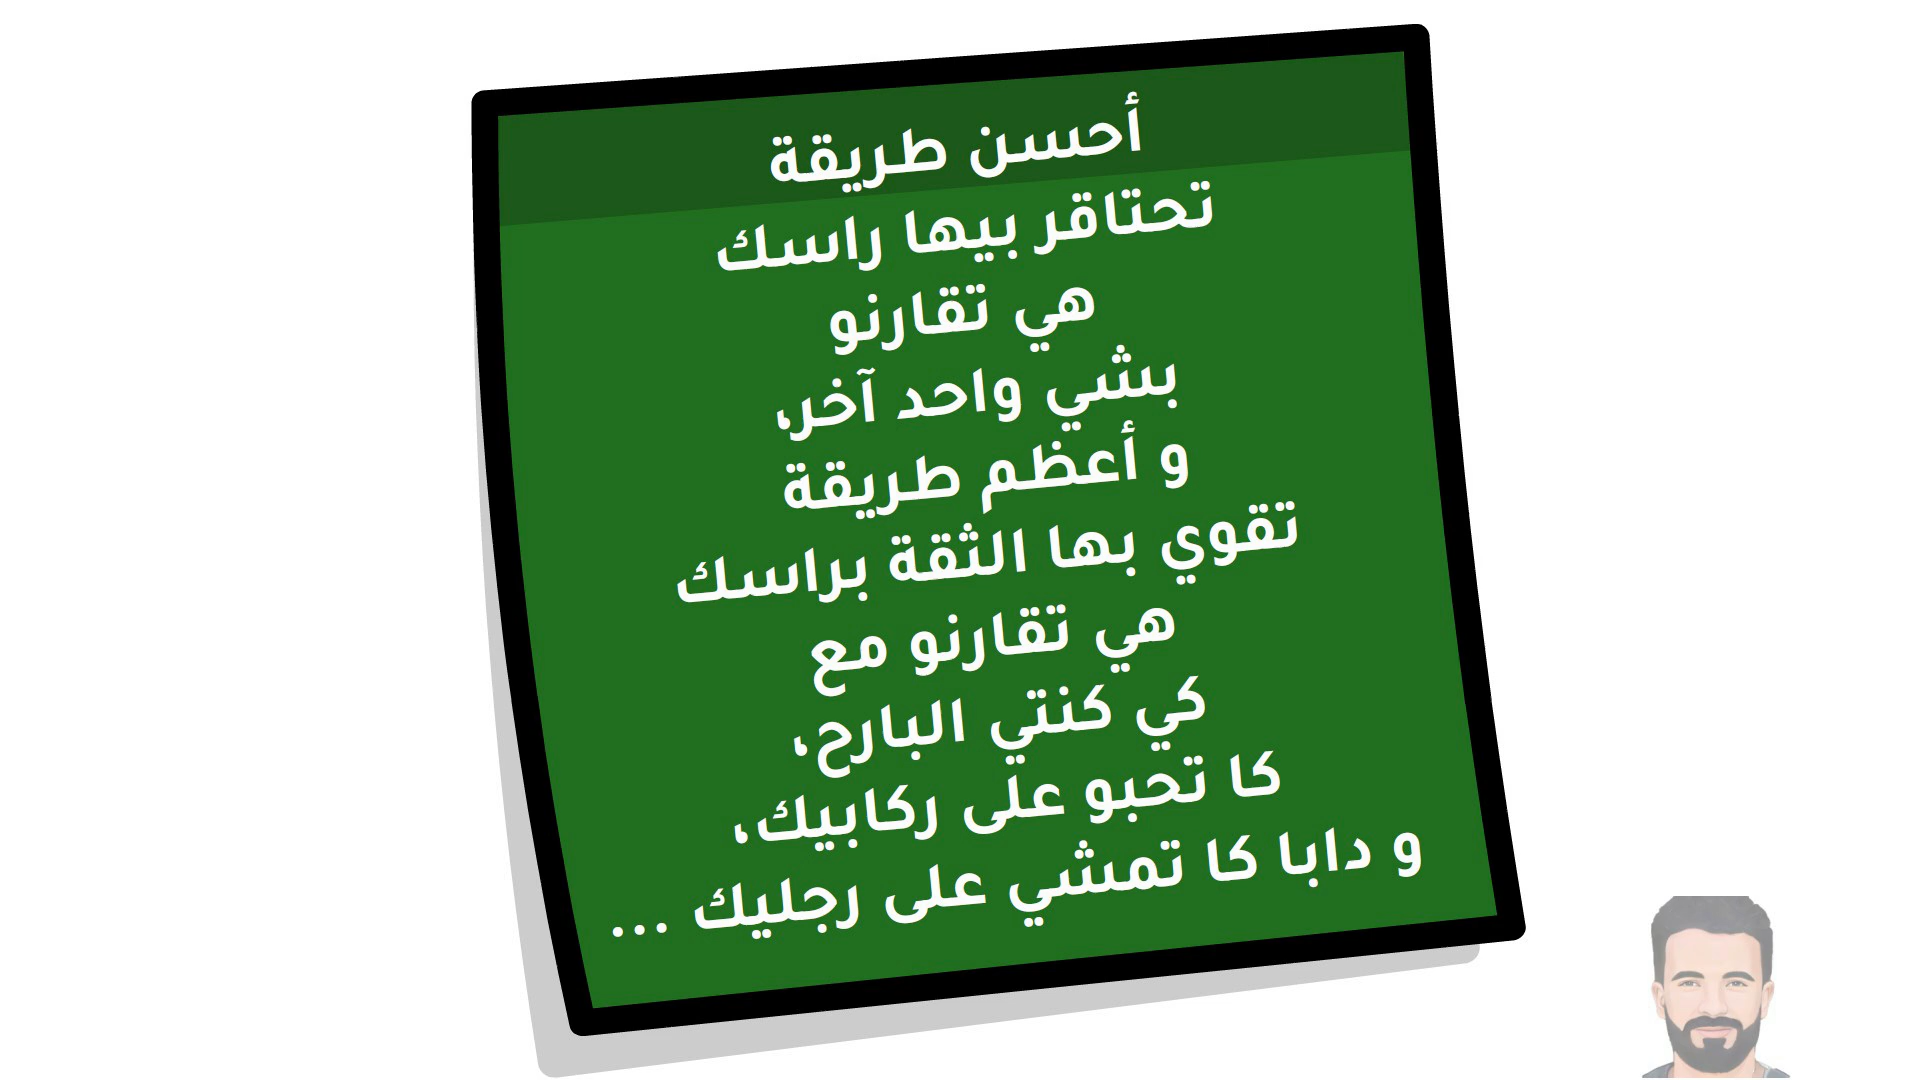 أحسن طريقة
تحتاقر بيها راسك
هي تقارنو
بشي واحد آخر،
و أعظم طريقة
تقوي بها الثقة براسك
هي تقارنو مع
كي كنتي البارح،
كا تحبو على ركابيك،
و دابا كا تمشي على رجليك ...